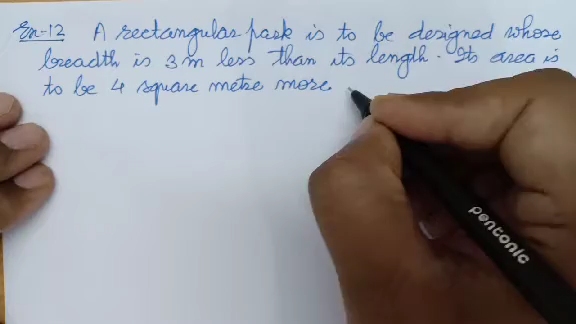 Ex-12 A rectangular park is to be designed whose
breadth is 3 m less than its length. Its area is
to be 4 square metre more
pentonic